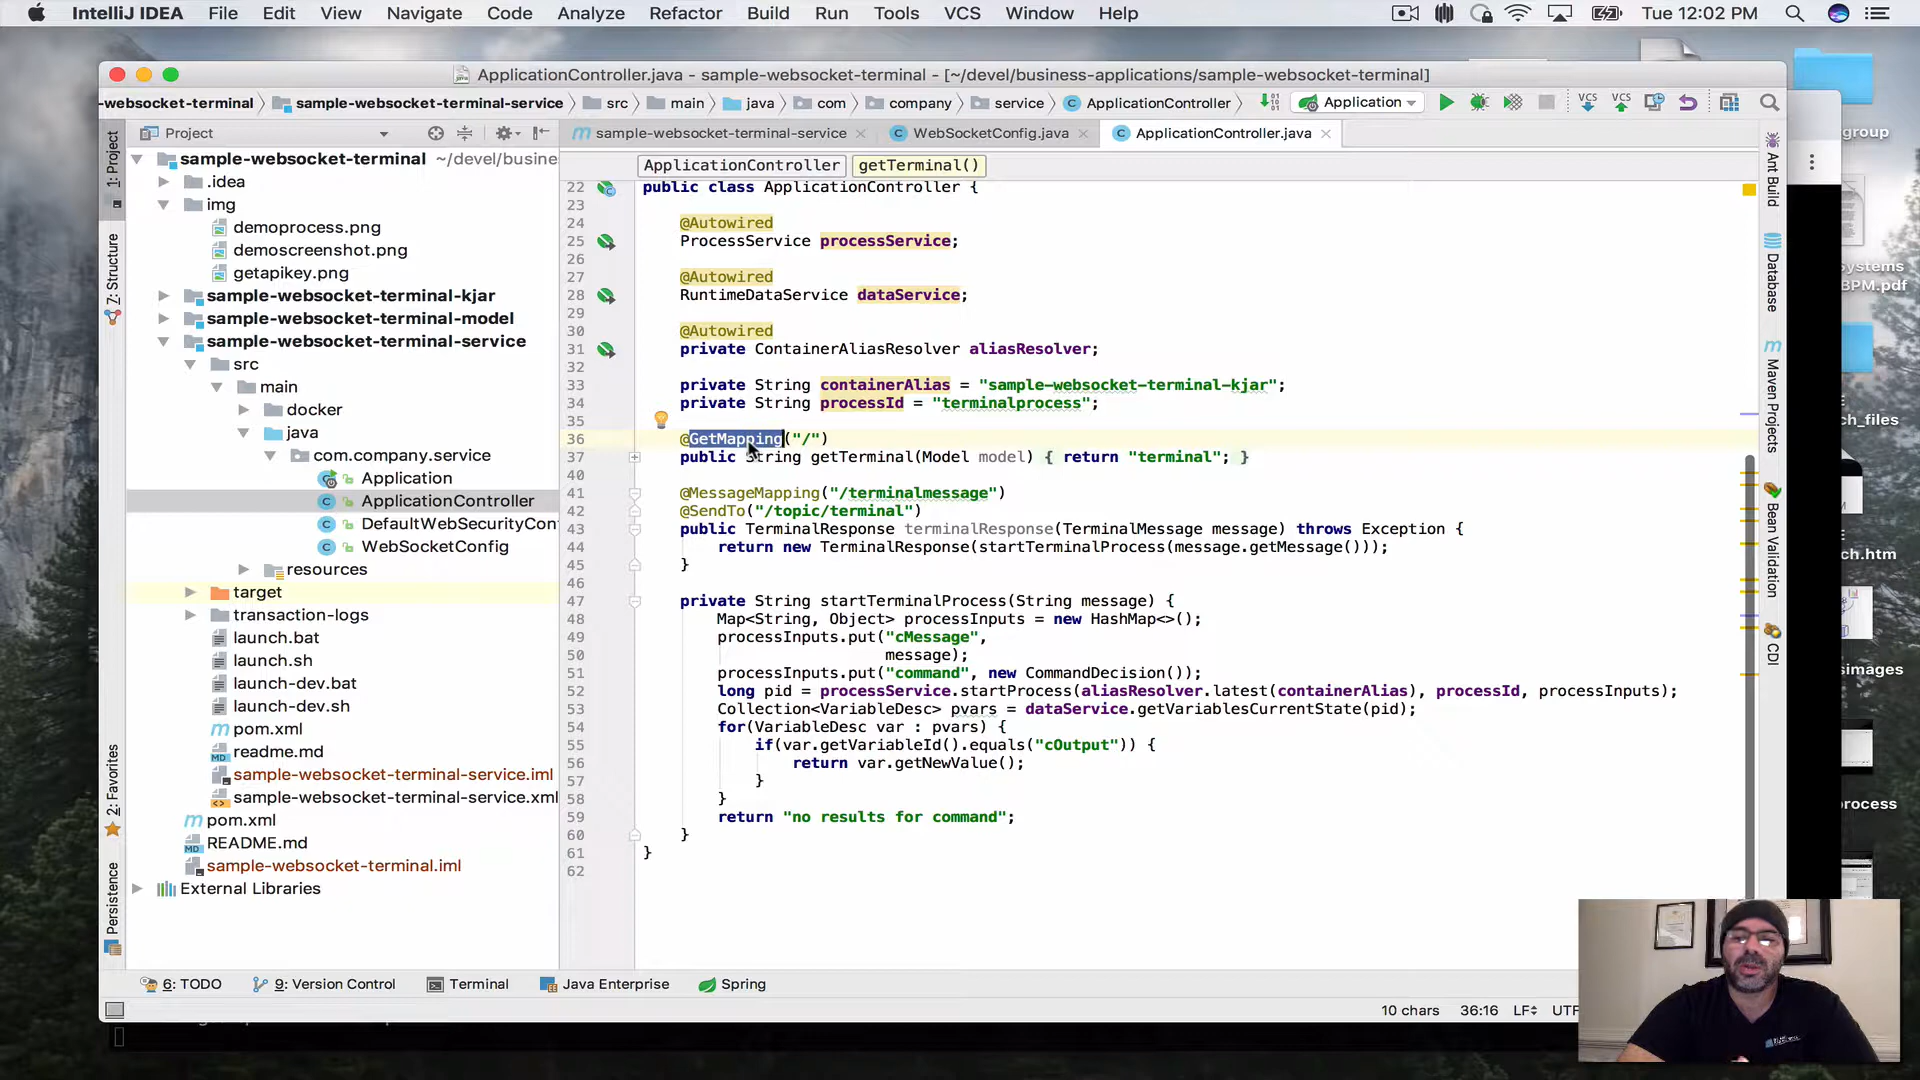 IntelliJ IDEA File Edit View Navigate Code Analyze Refactor Build Run Tools VCS Window Help Tue 12:02 PM
ApplicationController.java - sample-websocket-terminal - [~/devel/business-applications/sample-websocket-terminal]
-websocket-terminal sample-websocket-terminal-service src main java com company service ApplicationController Application VCS VCS
Project sample-websocket-terminal-service WebSocketConfig.java ApplicationController.java
ApplicationController getTerminal()
1: Project
Z: Structure
2: Favorites
Persistence
sample-websocket-terminal ~/devel/busine
.idea
img
demoprocess.png
demoscreenshot.png
getapikey.png
sample-websocket-terminal-kjar
sample-websocket-terminal-model
sample-websocket-terminal-service
src
main
docker
java
com.company.service
Application
ApplicationController
DefaultWebSecurityCon
WebSocketConfig
resources
target
transaction-logs
launch.bat
launch.sh
launch-dev.bat
launch-dev.sh
pom.xml
readme.md
sample-websocket-terminal-service.iml
sample-websocket-terminal-service.xml
pom.xml
README.md
sample-websocket-terminal.iml
External Libraries
22 public class ApplicationController {
23
24 @Autowired
25 ProcessService processService;
26
27 @Autowired
28 RuntimeDataService dataService;
29
30 @Autowired
31 private ContainerAliasResolver aliasResolver;
32
33 private String containerAlias = "sample-websocket-terminal-kjar";
34 private String processId = "terminalprocess";
35
36 @GetMapping("/")
37 public String getTerminal(Model model) { return "terminal"; }
40
41 @MessageMapping("/terminalmessage")
42 @SendTo("/topic/terminal")
43 public TerminalResponse terminalResponse(TerminalMessage message) throws Exception {
44 return new TerminalResponse(startTerminalProcess(message.getMessage()));
45 }
46
47 private String startTerminalProcess(String message) {
48 Map<String, Object> processInputs = new HashMap<>();
49 processInputs.put("cMessage",
50 message);
51 processInputs.put("command", new CommandDecision());
52 long pid = processService.startProcess(aliasResolver.latest(containerAlias), processId, processInputs);
53 Collection<VariableDesc> pvars = dataService.getVariablesCurrentState(pid);
54 for(VariableDesc var : pvars) {
55 if(var.getVariableId().equals("cOutput")) {
56 return var.getNewValue();
57 }
58 }
59 return "no results for command";
60 }
61 }
62
Ant Build
Database
Maven Projects
Bean Validation
CDI
group
Systems
BPM.pdf
ch_files
ch.htm
simages
process
6: TODO 9: Version Control Terminal Java Enterprise Spring
10 chars 36:16 LF÷ UTF